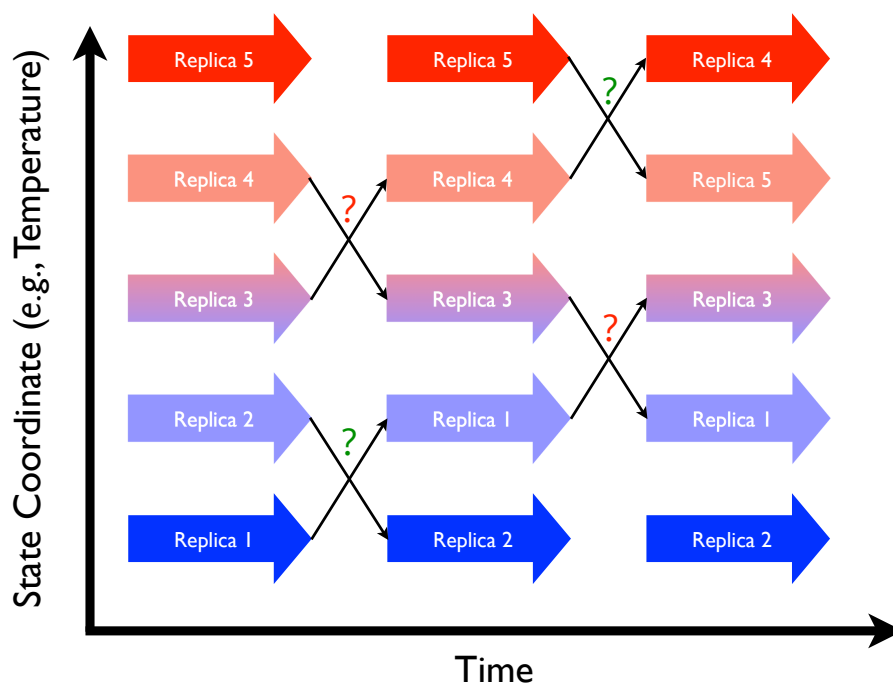 State Coordinate (e.g., Temperature)
Replica 5
Replica 5
Replica 4
?
Replica 4
Replica 4
Replica 5
?
Replica 3
Replica 3
Replica 3
?
Replica 2
Replica 1
Replica 1
?
Replica 1
Replica 2
Replica 2
Time